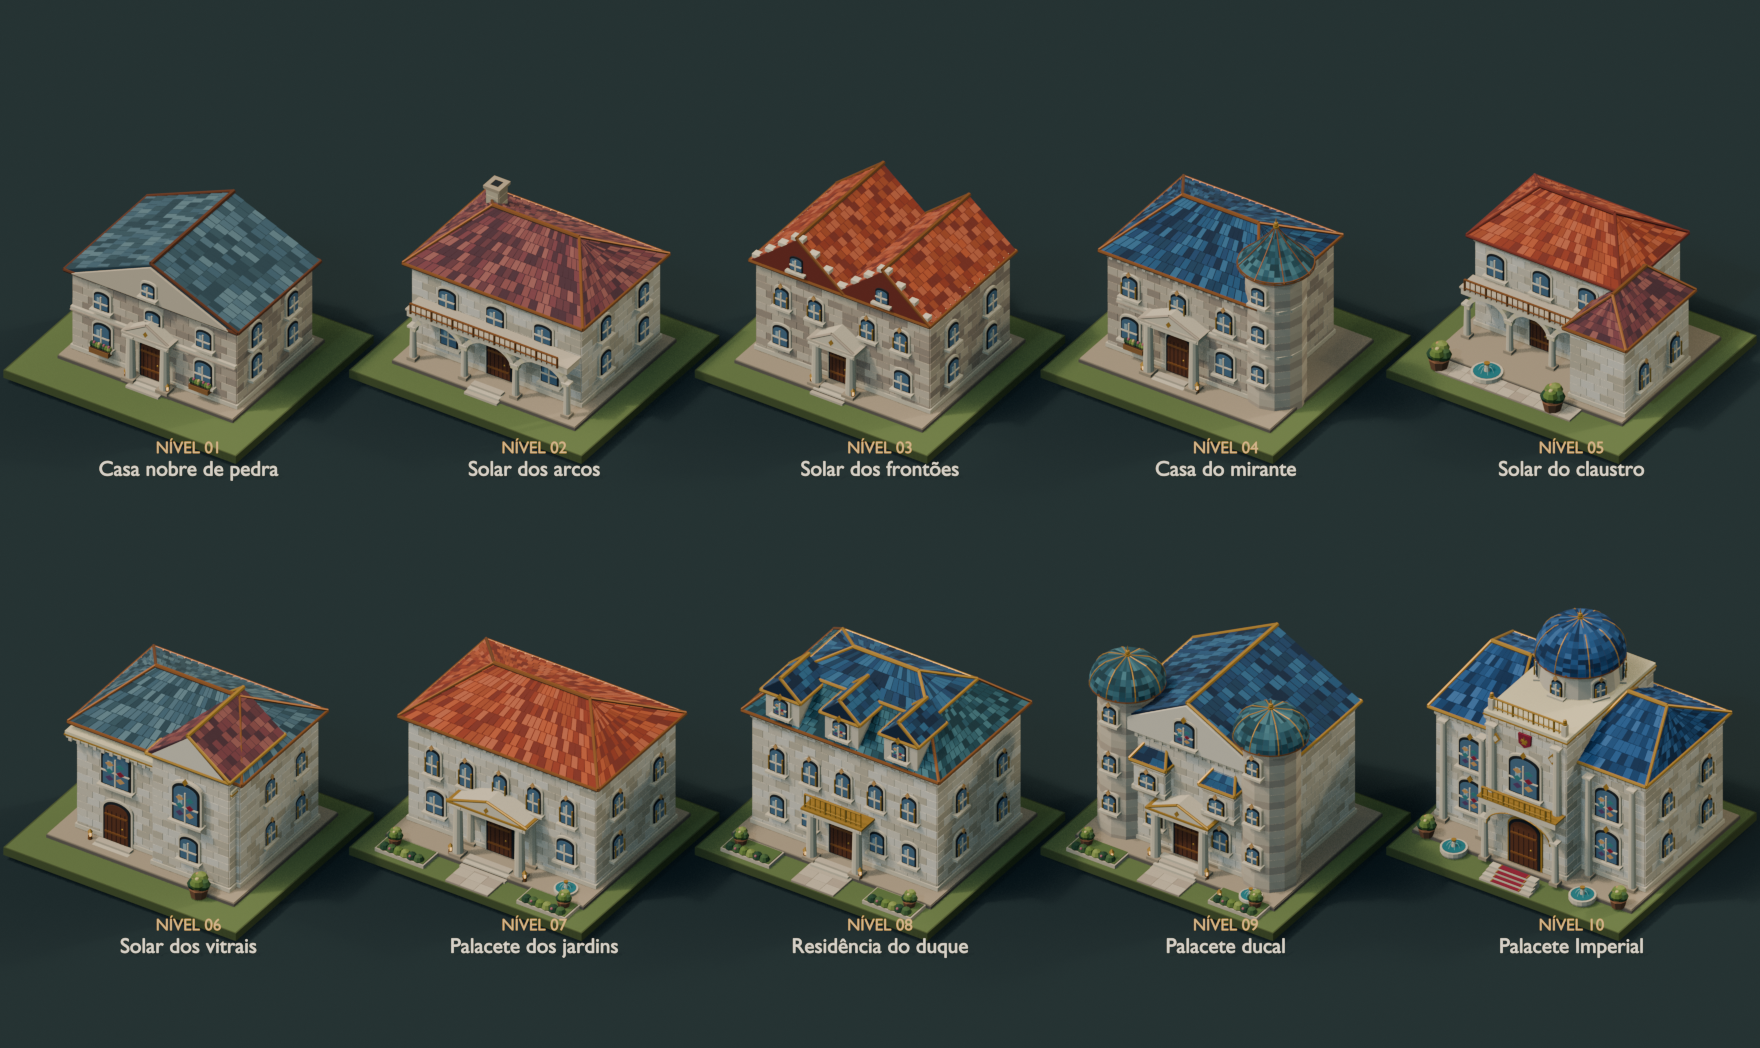 NÍVEL 01
Casa nobre de pedra
NÍVEL 02
Solar dos arcos
NÍVEL 03
Solar dos frontões
NÍVEL 04
Casa do mirante
NÍVEL 05
Solar do claustro
NÍVEL 06
Solar dos vitrais
NÍVEL 07
Palacete dos jardins
NÍVEL 08
Residência do duque
NÍVEL 09
Palacete ducal
NÍVEL 10
Palacete Imperial